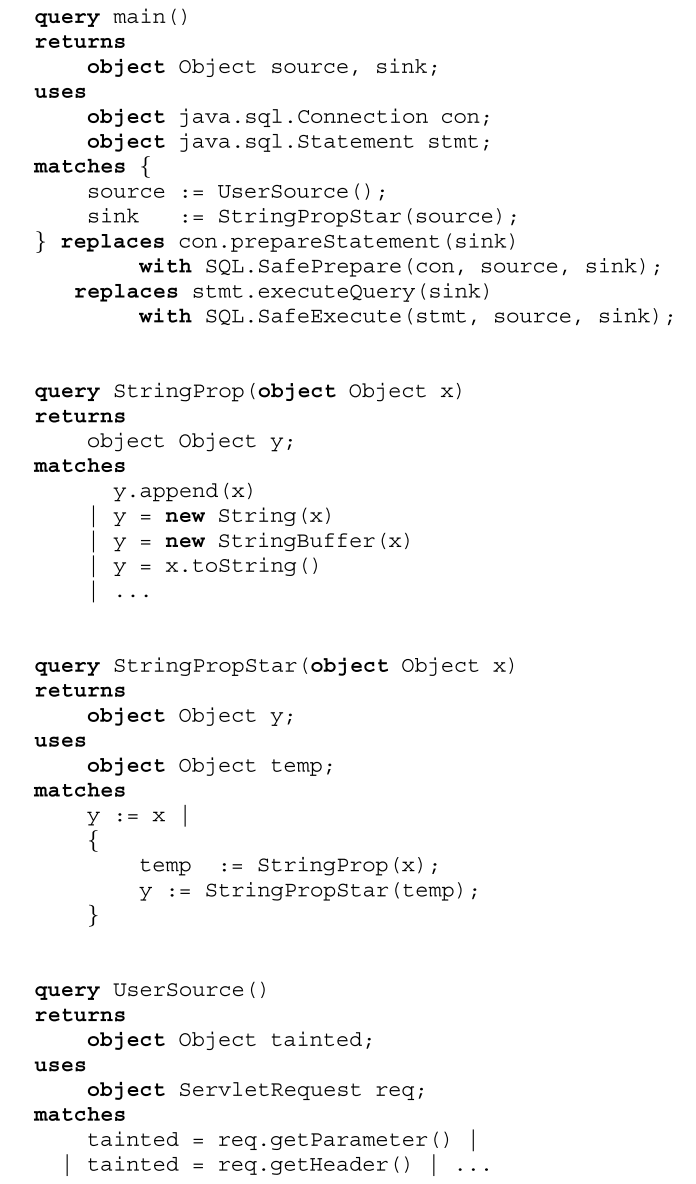 query main()
returns
    object Object source, sink;
uses
    object java.sql.Connection con;
    object java.sql.Statement stmt;
matches {
    source := UserSource();
    sink   := StringPropStar(source);
} replaces con.prepareStatement(sink)
        with SQL.SafePrepare(con, source, sink);
   replaces stmt.executeQuery(sink)
        with SQL.SafeExecute(stmt, source, sink);
query StringProp(object Object x)
returns
    object Object y;
matches
      y.append(x)
    | y = new String(x)
    | y = new StringBuffer(x)
    | y = x.toString()
    | ...
query StringPropStar(object Object x)
returns
    object Object y;
uses
    object Object temp;
matches
    y := x |
    {
        temp  := StringProp(x);
        y := StringPropStar(temp);
    }
query UserSource()
returns
    object Object tainted;
uses
    object ServletRequest req;
matches
    tainted = req.getParameter() |
  | tainted = req.getHeader() | ...